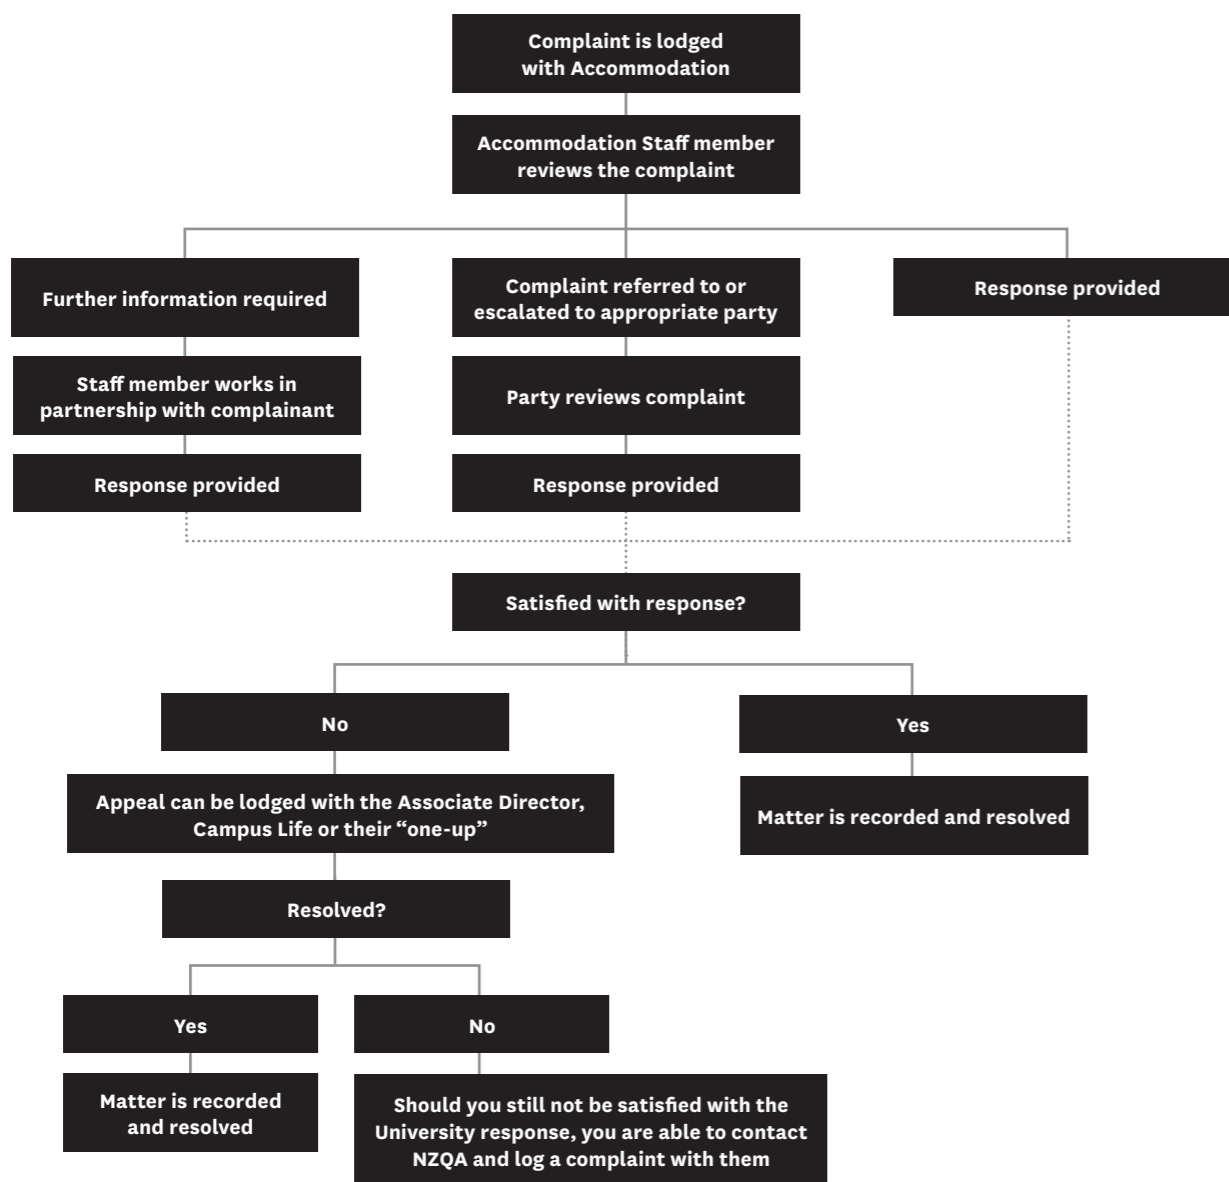 Complaint is lodged
with Accommodation
Accommodation Staff member
reviews the complaint
Further information required
Complaint referred to or
escalated to appropriate party
Response provided
Staff member works in
partnership with complainant
Party reviews complaint
Response provided
Response provided
Satisfied with response?
No
Yes
Appeal can be lodged with the Associate Director,
Campus Life or their “one-up”
Matter is recorded and resolved
Resolved?
Yes
No
Matter is recorded
and resolved
Should you still not be satisfied with the
University response, you are able to contact
NZQA and log a complaint with them